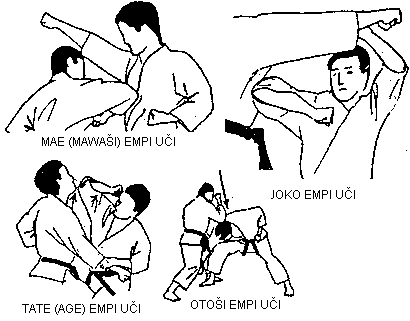 MAE (MAWAŠI) EMPI UČI
JOKO EMPI UČI
TATE (AGE) EMPI UČI
OTOŠI EMPI UČI